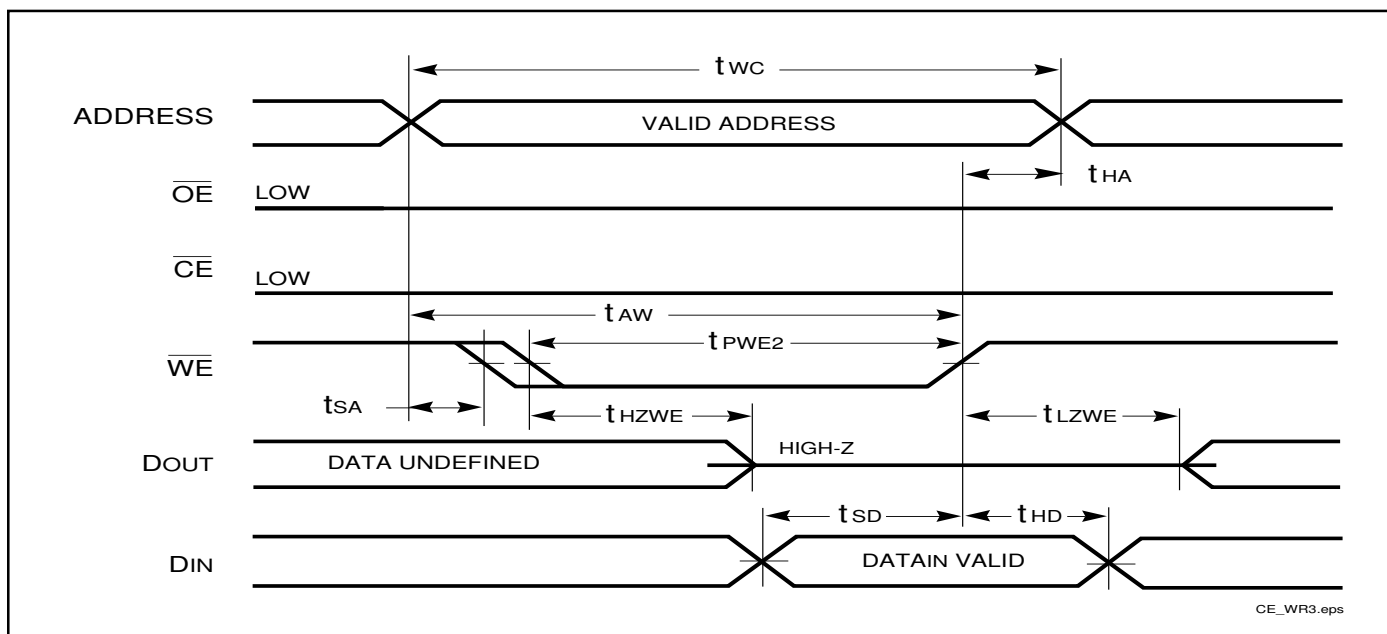 tWC
ADDRESS
VALID ADDRESS
tHA
OE
LOW
CE
LOW
tAW
tPWE2
WE
tSA
tHZWE
tLZWE
DOUT
DATA UNDEFINED
HIGH-Z
tSD
tHD
DIN
DATAIN VALID
CE_WR3.eps